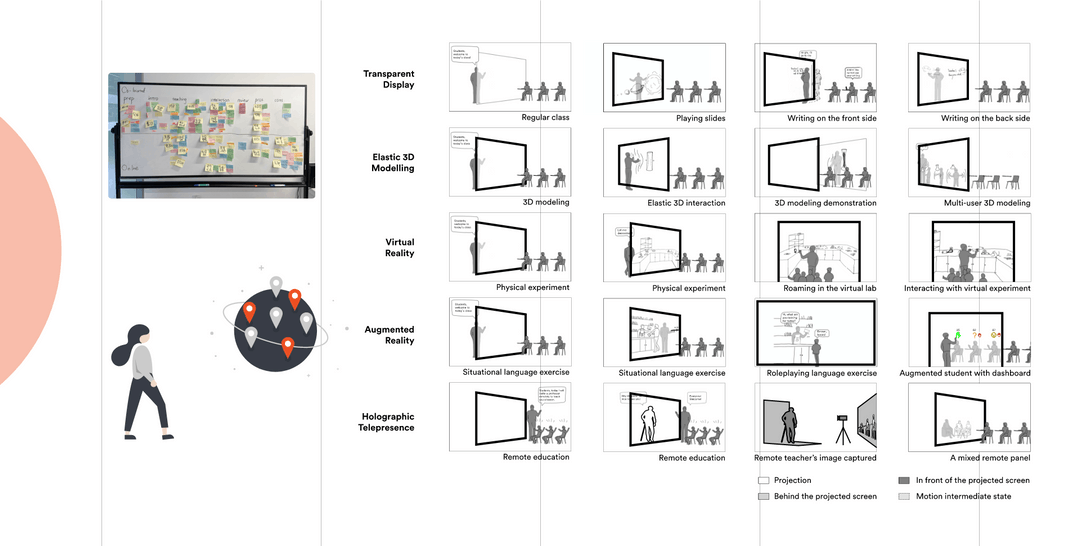 Transparent
Display
Regular class
Playing slides
Writing on the front side
Writing on the back side
Elastic 3D
Modelling
3D modeling
Elastic 3D interaction
3D modeling demonstration
Multi-user 3D modeling
Virtual
Reality
Physical experiment
Physical experiment
Roaming in the virtual lab
Interacting with virtual experiment
Augmented
Reality
Situational language exercise
Situational language exercise
Roleplaying language exercise
Augmented student with dashboard
Holographic
Telepresence
Remote education
Remote education
Remote teacher's image captured
A mixed remote panel
Projection
In front of the projected screen
Behind the projected screen
Motion intermediate state